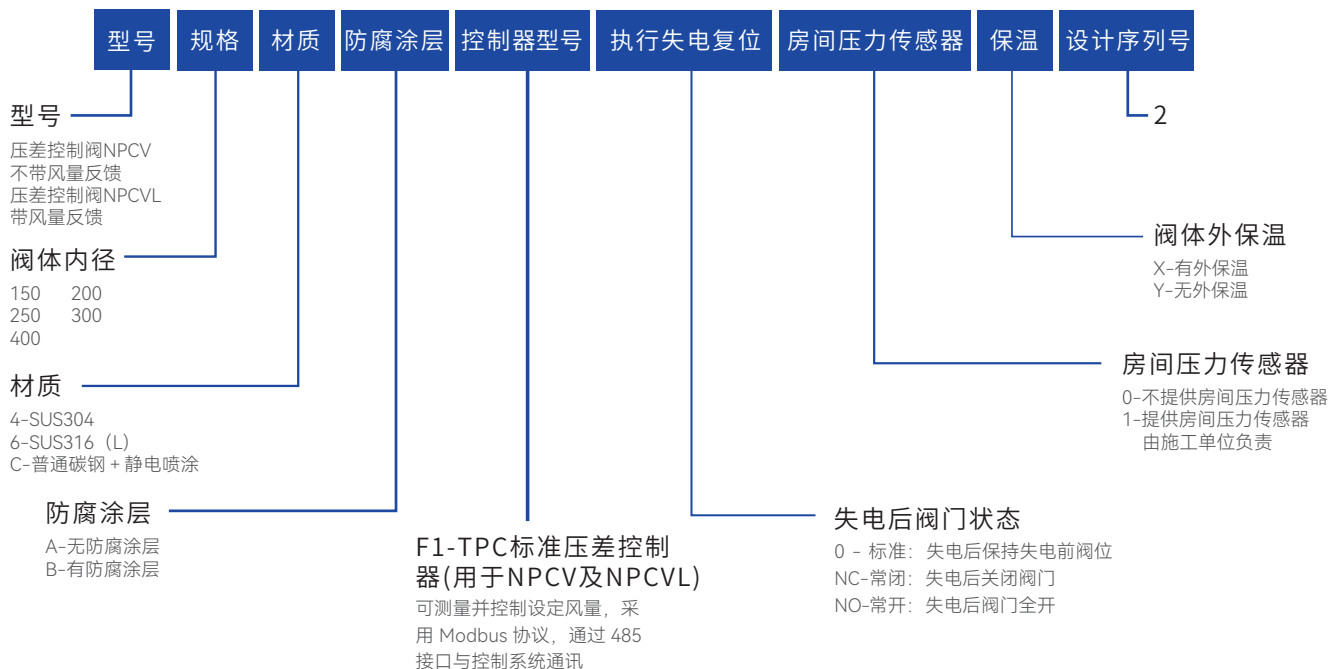 型号 规格 材质 防腐涂层 控制器型号 执行失电复位 房间压力传感器 保温 设计序列号
型号
压差控制阀NPCV
不带风量反馈
压差控制阀NPCVL
带风量反馈
阀体内径
150 200
250 300
400
材质
4-SUS304
6-SUS316（L）
C-普通碳钢 + 静电喷涂
防腐涂层
A-无防腐涂层
B-有防腐涂层
F1-TPC标准压差控制
器(用于NPCV及NPCVL)
可测量并控制设定风量，采
用 Modbus 协议，通过 485
接口与控制系统通讯
失电后阀门状态
0 - 标准：失电后保持失电前阀位
NC-常闭：失电后关闭阀门
NO-常开：失电后阀门全开
房间压力传感器
0-不提供房间压力传感器
1-提供房间压力传感器
由施工单位负责
阀体外保温
X-有外保温
Y-无外保温
2